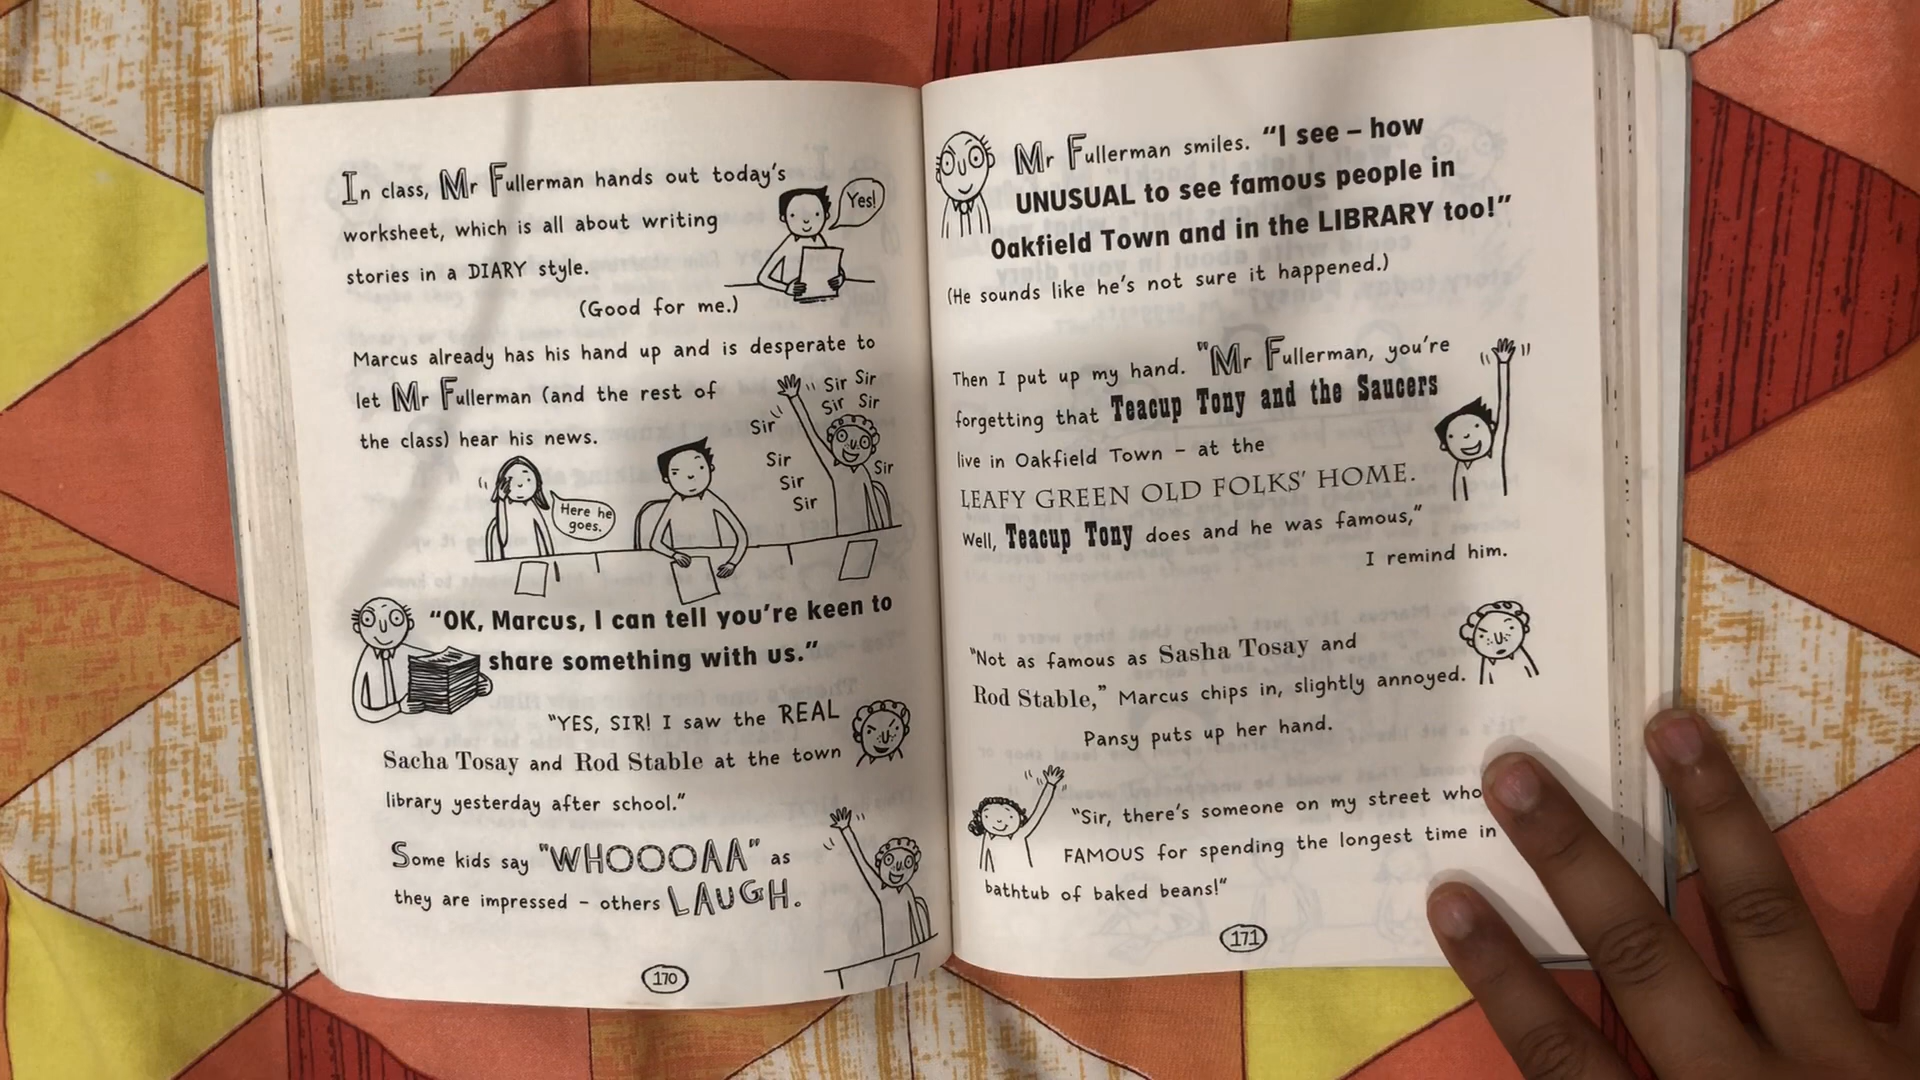 In class, Mr Fullerman hands out today's
worksheet, which is all about writing
stories in a DIARY style.
(Good for me.)
Yes!
Marcus already has his hand up and is desperate to
let Mr Fullerman (and the rest of
the class) hear his news.
Sir Sir
Sir Sir
Sir
Sir
Sir
Sir
Sir
Here he
goes.
"OK, Marcus, I can tell you're keen to
share something with us."
"YES, SIR! I saw the REAL
Sacha Tosay and Rod Stable at the town
library yesterday after school."
Some kids say "WHOOOAA" as
they are impressed – others LAUGH.
170
Mr Fullerman smiles. "I see – how
UNUSUAL to see famous people in
Oakfield Town and in the LIBRARY too!"
(He sounds like he's not sure it happened.)
Then I put up my hand. "Mr Fullerman, you're
forgetting that Teacup Tony and the Saucers
live in Oakfield Town – at the
LEAFY GREEN OLD FOLKS' HOME.
Well, Teacup Tony does and he was famous,"
I remind him.
"Not as famous as Sasha Tosay and
Rod Stable," Marcus chips in, slightly annoyed.
Pansy puts up her hand.
"Sir, there's someone on my street who
FAMOUS for spending the longest time in
bathtub of baked beans!"
171